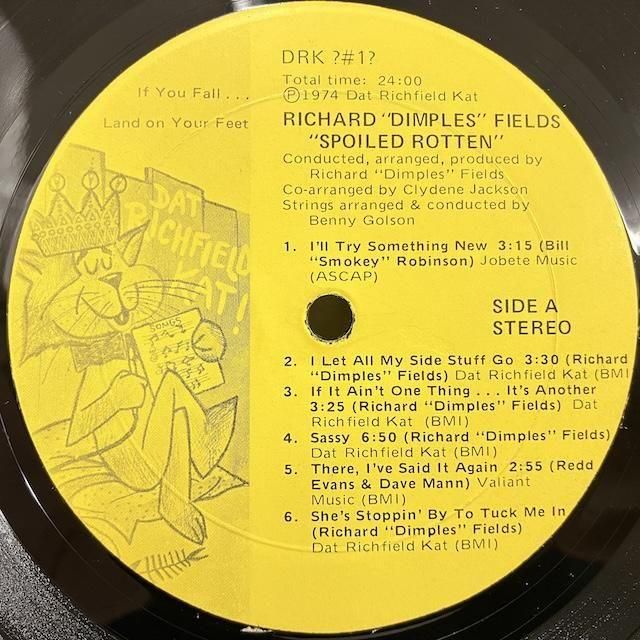 If You Fall . . .
Land on Your Feet
DAT
RICHFIELD
KAT!
SONGS
DRK ?#1?
Total time: 24:00
Ⓟ1974 Dat Richfield Kat
RICHARD "DIMPLES" FIELDS
"SPOILED ROTTEN"
Conducted, arranged, produced by
Richard "Dimples" Fields
Co-arranged by Clydene Jackson
Strings arranged & conducted by
Benny Golson
1. I'll Try Something New 3:15 (Bill
"Smokey" Robinson) Jobete Music
(ASCAP)
SIDE A
STEREO
2. I Let All My Side Stuff Go 3:30 (Richard
"Dimples" Fields) Dat Richfield Kat (BMI
3. If It Ain't One Thing . . . It's Another
3:25 (Richard "Dimples" Fields) Dat
Richfield Kat (BMI)
4. Sassy 6:50 (Richard "Dimples" Fields)
Dat Richfield Kat (BMI)
5. There, I've Said It Again 2:55 (Redd
Evans & Dave Mann) Valiant
Music (BMI)
6. She's Stoppin' By To Tuck Me In
(Richard "Dimples" Fields)
Dat Richfield Kat (BMI)